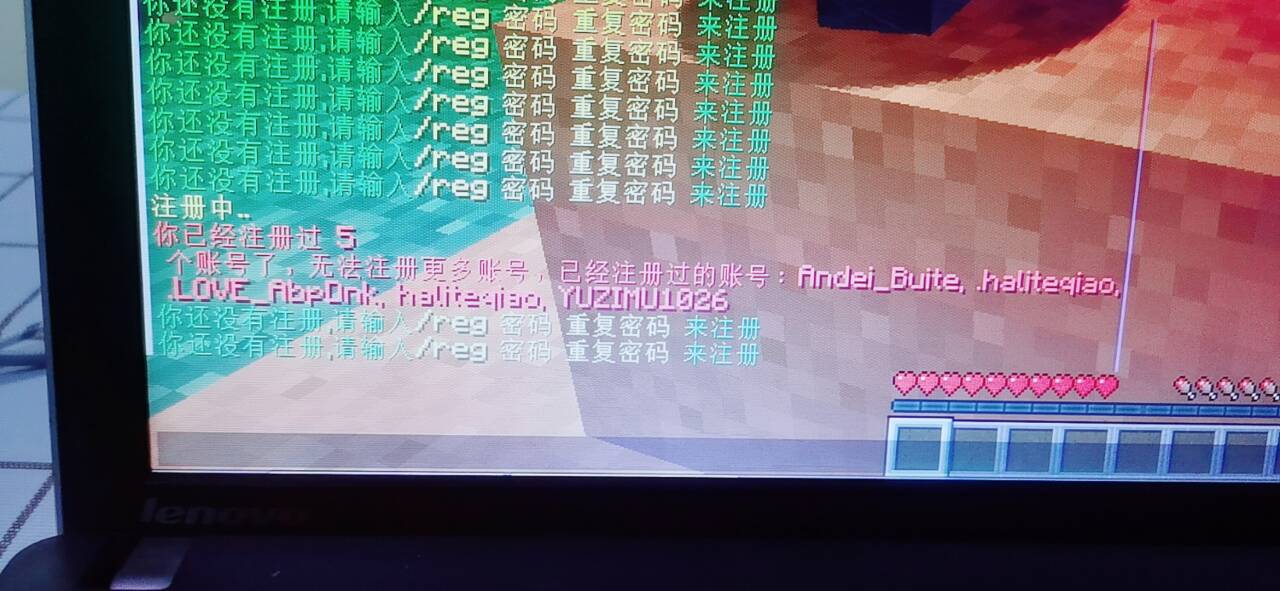 你还没有注册,请输入/reg 密码 重复密码 来注册
你还没有注册,请输入/reg 密码 重复密码 来注册
你还没有注册,请输入/reg 密码 重复密码 来注册
你还没有注册,请输入/reg 密码 重复密码 来注册
你还没有注册,请输入/reg 密码 重复密码 来注册
你还没有注册,请输入/reg 密码 重复密码 来注册
你还没有注册,请输入/reg 密码 重复密码 来注册
注册中..
你已经注册过 5
个账号了，无法注册更多账号，已经注册过的账号：Andei_Buite, .haliteqiao,
.LOVE_AbpDnk, haliteqiao, YUZIMU1026
你还没有注册,请输入/reg 密码 重复密码 来注册
你还没有注册,请输入/reg 密码 重复密码 来注册
lenovo